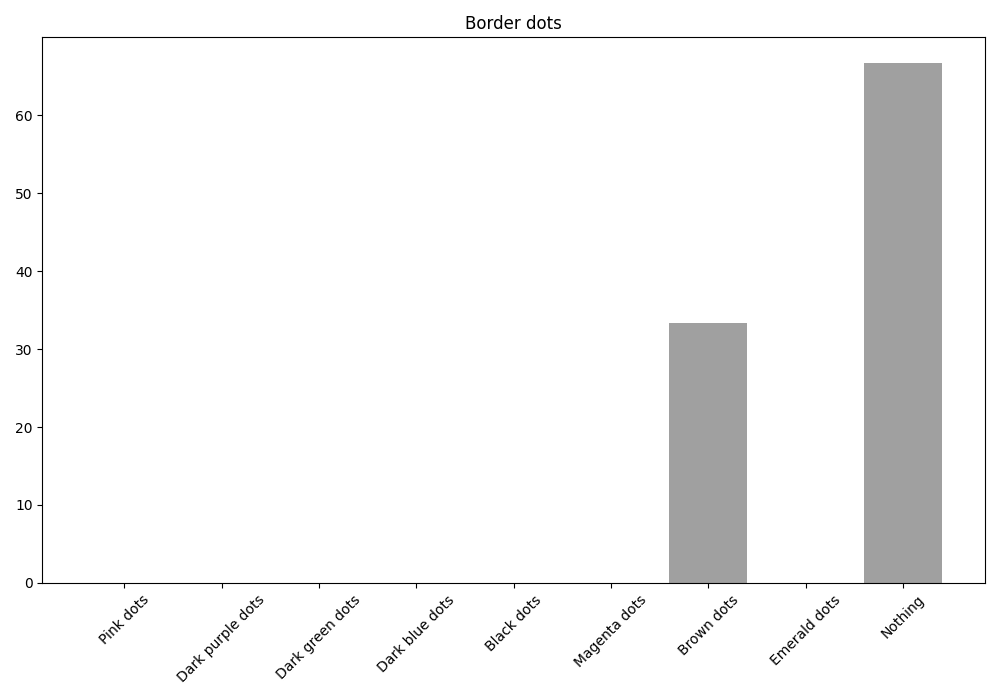 Border dots
60
50
40
30
20
10
0
Pink dots
Dark purple dots
Dark green dots
Dark blue dots
Black dots
Magenta dots
Brown dots
Emerald dots
Nothing